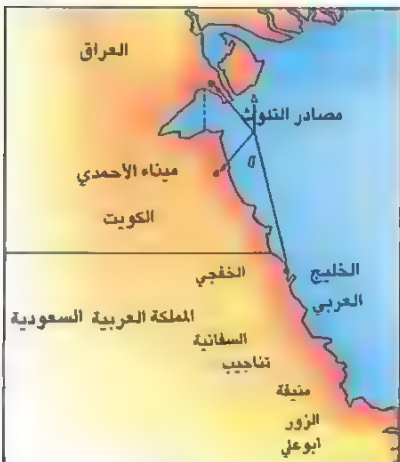 العراق
مصادر التلوث
ميناء الأحمدي
الكويت
الخليج
العربي
الخفجي
المملكة العربية السعودية
السفانية
تناجيب
منيفة
الزور
ابوعلي